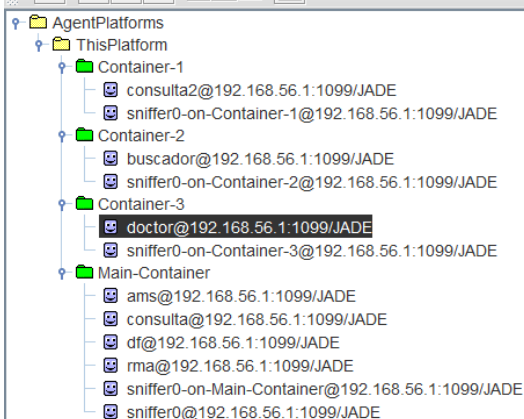 AgentPlatforms
ThisPlatform
Container-1
consulta2@192.168.56.1:1099/JADE
sniffer0-on-Container-1@192.168.56.1:1099/JADE
Container-2
buscador@192.168.56.1:1099/JADE
sniffer0-on-Container-2@192.168.56.1:1099/JADE
Container-3
doctor@192.168.56.1:1099/JADE
sniffer0-on-Container-3@192.168.56.1:1099/JADE
Main-Container
ams@192.168.56.1:1099/JADE
consulta@192.168.56.1:1099/JADE
df@192.168.56.1:1099/JADE
rma@192.168.56.1:1099/JADE
sniffer0-on-Main-Container@192.168.56.1:1099/JADE
sniffer0@192.168.56.1:1099/JADE